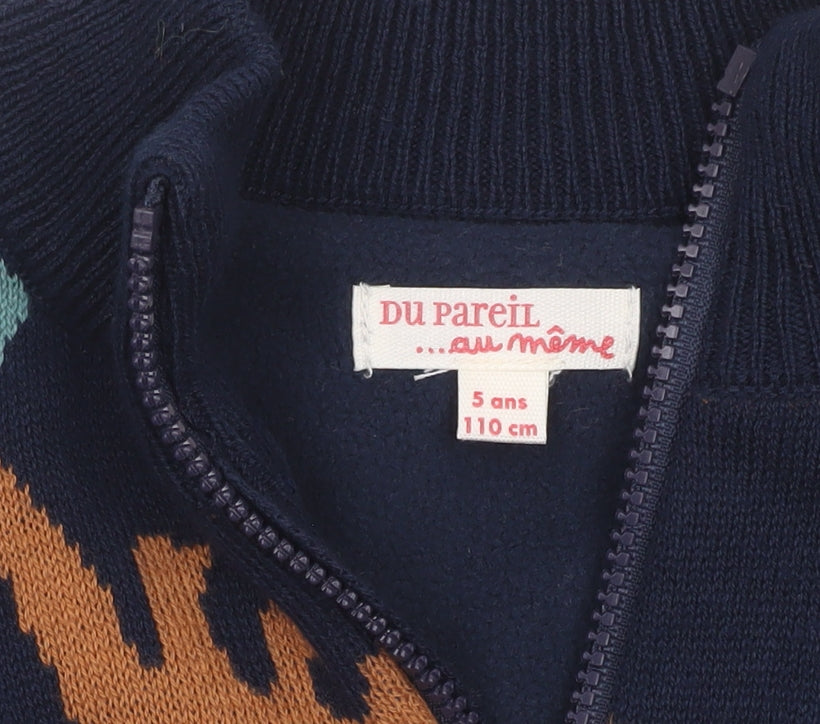 DU PAREIL
...au même
5 ans
110 cm